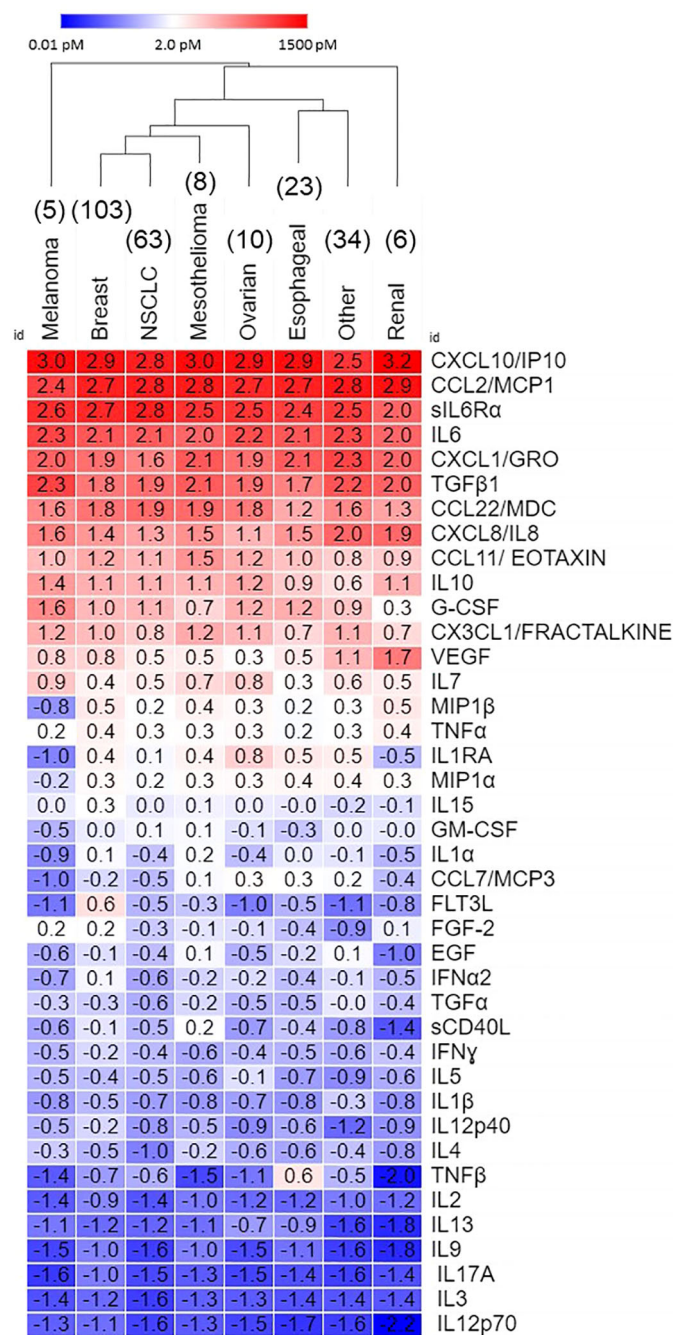 0.01 pM 2.0 pM 1500 pM
(5) (103) (63) (8) (10) (23) (34) (6)
id Melanoma Breast NSCLC Mesothelioma Ovarian Esophageal Other Renal id
3.0 2.9 2.8 3.0 2.9 2.9 2.5 3.2 CXCL10/IP10
2.4 2.7 2.8 2.8 2.7 2.7 2.8 2.9 CCL2/MCP1
2.6 2.7 2.8 2.5 2.5 2.4 2.5 2.0 sIL6Rα
2.3 2.1 2.1 2.0 2.2 2.1 2.3 2.0 IL6
2.0 1.9 1.6 2.1 1.9 2.1 2.3 2.0 CXCL1/GRO
2.3 1.8 1.9 2.1 1.9 1.7 2.2 2.0 TGFβ1
1.6 1.8 1.9 1.9 1.8 1.2 1.6 1.3 CCL22/MDC
1.6 1.4 1.3 1.5 1.1 1.5 2.0 1.9 CXCL8/IL8
1.0 1.2 1.1 1.5 1.2 1.0 0.8 0.9 CCL11/ EOTAXIN
1.4 1.1 1.1 1.1 1.2 0.9 0.6 1.1 IL10
1.6 1.0 1.1 0.7 1.2 1.2 0.9 0.3 G-CSF
1.2 1.0 0.8 1.2 1.1 0.7 1.1 0.7 CX3CL1/FRACTALKINE
0.8 0.8 0.5 0.5 0.3 0.5 1.1 1.7 VEGF
0.9 0.4 0.5 0.7 0.8 0.3 0.6 0.5 IL7
-0.8 0.5 0.2 0.4 0.3 0.2 0.3 0.5 MIP1β
0.2 0.4 0.3 0.3 0.3 0.2 0.3 0.4 TNFα
-1.0 0.4 0.1 0.4 0.8 0.5 0.5 -0.5 IL1RA
-0.2 0.3 0.2 0.3 0.3 0.4 0.4 0.3 MIP1α
0.0 0.3 0.0 0.1 0.0 -0.0 -0.2 -0.1 IL15
-0.5 0.0 0.1 0.1 -0.1 -0.3 0.0 -0.0 GM-CSF
-0.9 0.1 -0.4 0.2 -0.4 0.0 -0.1 -0.5 IL1α
-1.0 -0.2 -0.5 0.1 0.3 0.3 0.2 -0.4 CCL7/MCP3
-1.1 0.6 -0.5 -0.3 -1.0 -0.5 -1.1 -0.8 FLT3L
0.2 0.2 -0.3 -0.1 -0.1 -0.4 -0.9 0.1 FGF-2
-0.6 -0.1 -0.4 0.1 -0.5 -0.2 0.1 -1.0 EGF
-0.7 0.1 -0.6 -0.2 -0.2 -0.4 -0.1 -0.5 IFNα2
-0.3 -0.3 -0.6 -0.2 -0.5 -0.5 -0.0 -0.4 TGFα
-0.6 -0.1 -0.5 0.2 -0.7 -0.4 -0.8 -1.4 sCD40L
-0.5 -0.2 -0.4 -0.6 -0.4 -0.5 -0.6 -0.4 IFNɣ
-0.5 -0.4 -0.5 -0.6 -0.1 -0.7 -0.9 -0.6 IL5
-0.8 -0.5 -0.7 -0.8 -0.7 -0.8 -0.3 -0.8 IL1β
-0.5 -0.2 -0.8 -0.5 -0.9 -0.6 -1.2 -0.9 IL12p40
-0.3 -0.5 -1.0 -0.2 -0.6 -0.6 -0.4 -0.8 IL4
-1.4 -0.7 -0.6 -1.5 -1.1 0.6 -0.5 -2.0 TNFβ
-1.4 -0.9 -1.4 -1.0 -1.2 -1.2 -1.0 -1.2 IL2
-1.1 -1.2 -1.2 -1.1 -0.7 -0.9 -1.6 -1.8 IL13
-1.5 -1.0 -1.6 -1.0 -1.5 -1.1 -1.6 -1.8 IL9
-1.6 -1.0 -1.5 -1.3 -1.5 -1.4 -1.6 -1.4 IL17A
-1.4 -1.2 -1.6 -1.3 -1.3 -1.4 -1.4 -1.4 IL3
-1.3 -1.1 -1.6 -1.3 -1.5 -1.7 -1.6 -2.2 IL12p70